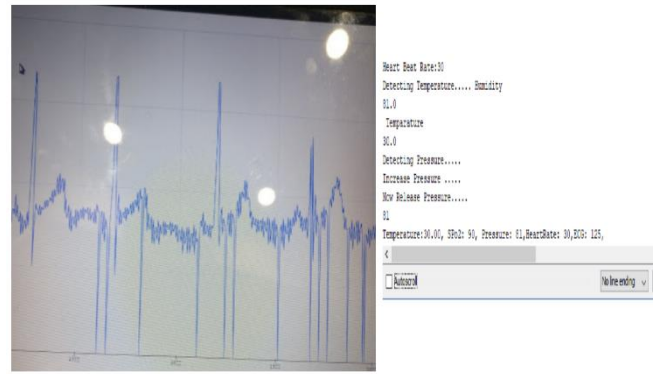 Heart Beat Rate:30
Detecting Temperature..... Humidity
81.0
Temparature
30.0
Detecting Pressure.....
Increase Pressure .....
Now Release Pressure.....
81
Temperature:30.00, SPo2: 90, Pressure: 81,HeartRate: 30,ECG: 125,
Autoscroll
No line ending